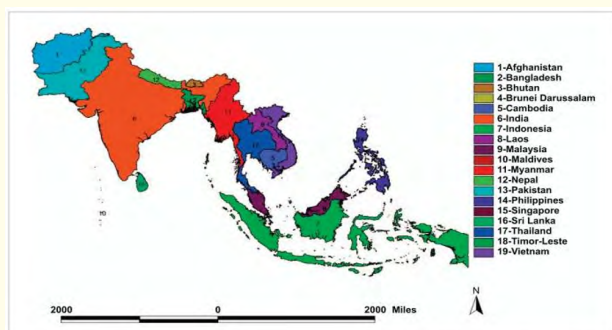 1-Afghanistan
2-Bangladesh
3-Bhutan
4-Brunei Darussalam
5-Cambodia
6-India
7-Indonesia
8-Laos
9-Malaysia
10-Maldives
11-Myanmar
12-Nepal
13-Pakistan
14-Philippines
15-Singapore
16-Sri Lanka
17-Thailand
18-Timor-Leste
19-Vietnam
N
2000 0 2000 Miles